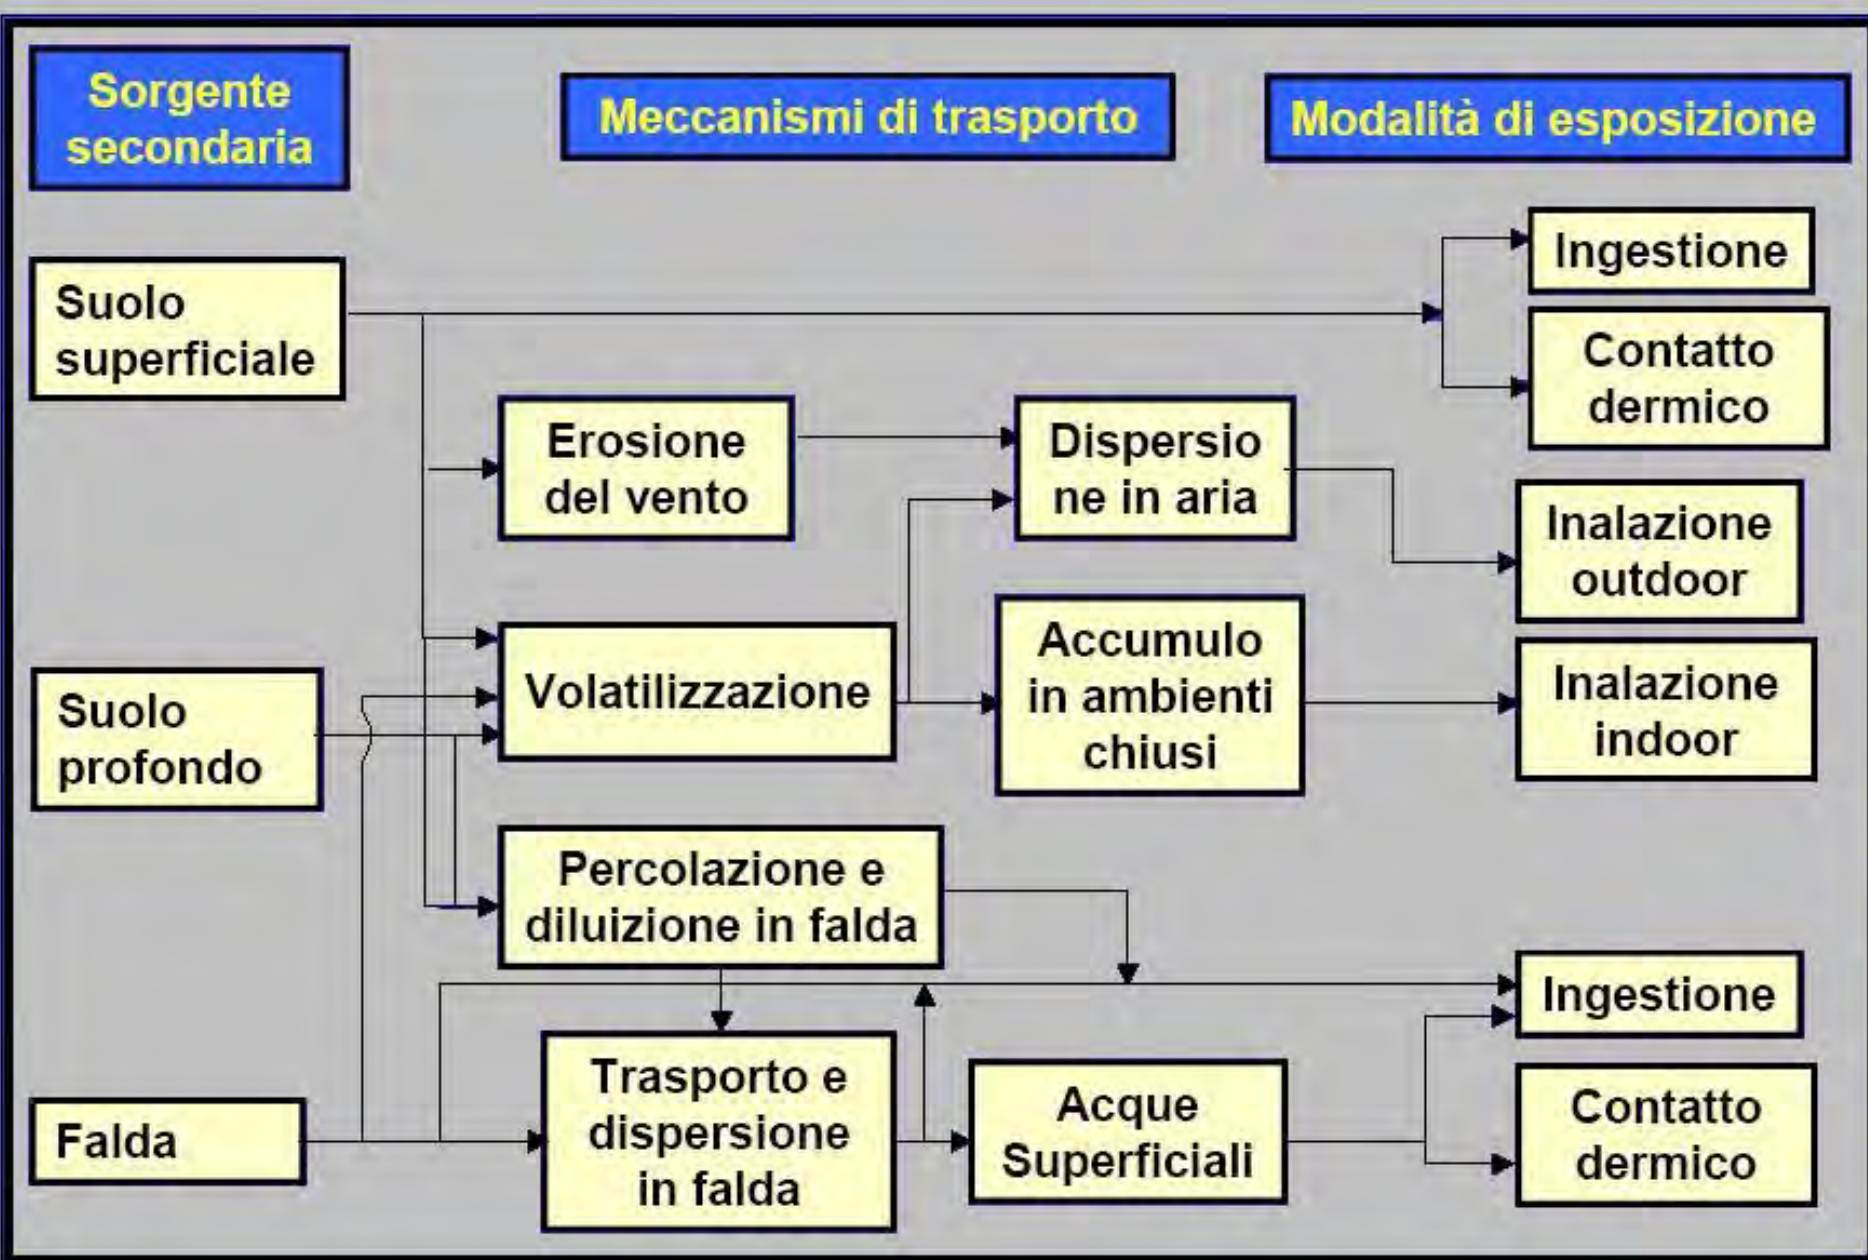 Sorgente
secondaria
Meccanismi di trasporto
Modalità di esposizione
Suolo
superficiale
Ingestione
Contatto
dermico
Erosione
del vento
Dispersio
ne in aria
Inalazione
outdoor
Suolo
profondo
Volatilizzazione
Accumulo
in ambienti
chiusi
Inalazione
indoor
Percolazione e
diluizione in falda
Ingestione
Falda
Trasporto e
dispersione
in falda
Acque
Superficiali
Contatto
dermico